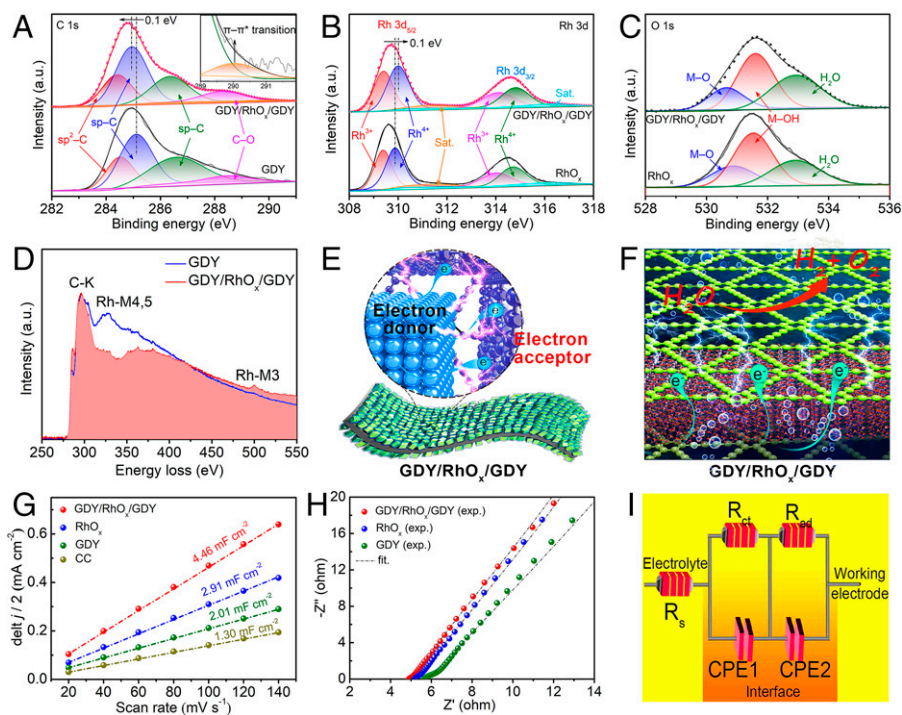 A
C 1s
0.1 eV
π–π* transition
290 291
sp²–C
sp–C
sp–C
C–O
GDY/RhOₓ/GDY
GDY
Intensity (a.u.)
282 285 288 291
Binding energy (eV)
B
Rh 3d₅/₂
Rh 3d
0.1 eV
Rh 3d₃/₂
Sat.
GDY/RhOₓ/GDY
Rh³⁺
Rh⁴⁺
Sat.
Rh³⁺
Rh⁴⁺
RhOₓ
Intensity (a.u.)
308 310 312 314 316 318
Binding energy (eV)
C
O 1s
M–O
H₂O
GDY/RhOₓ/GDY
M–OH
M–O
H₂O
RhOₓ
Intensity (a.u.)
528 530 532 534 536
Binding energy (eV)
D
GDY
GDY/RhOₓ/GDY
C-K
Rh-M4,5
Rh-M3
Intensity (a.u.)
250 300 350 400 450 500 550
Energy loss (eV)
E
e⁻
e⁻
e⁻
Electron
donor
Electron
acceptor
GDY/RhOₓ/GDY
F
H₂+ O₂
H₂O
e⁻
e⁻
e⁻
GDY/RhOₓ/GDY
G
GDY/RhOₓ/GDY
RhOₓ
GDY
CC
4.46 mF cm⁻²
2.91 mF cm⁻²
2.01 mF cm⁻²
1.30 mF cm⁻²
delt j / 2 (mA cm⁻²)
0.6
0.4
0.2
0.0
20 40 60 80 100 120 140
Scan rate (mV s⁻¹)
H
GDY/RhOₓ/GDY (exp.)
RhOₓ (exp.)
GDY (exp.)
fit.
-Z'' (ohm)
20
16
12
8
4
0
4 6 8 10 12 14
Z' (ohm)
I
R_ct
R_ad
Electrolyte
R_s
Working
electrode
CPE1
CPE2
Interface